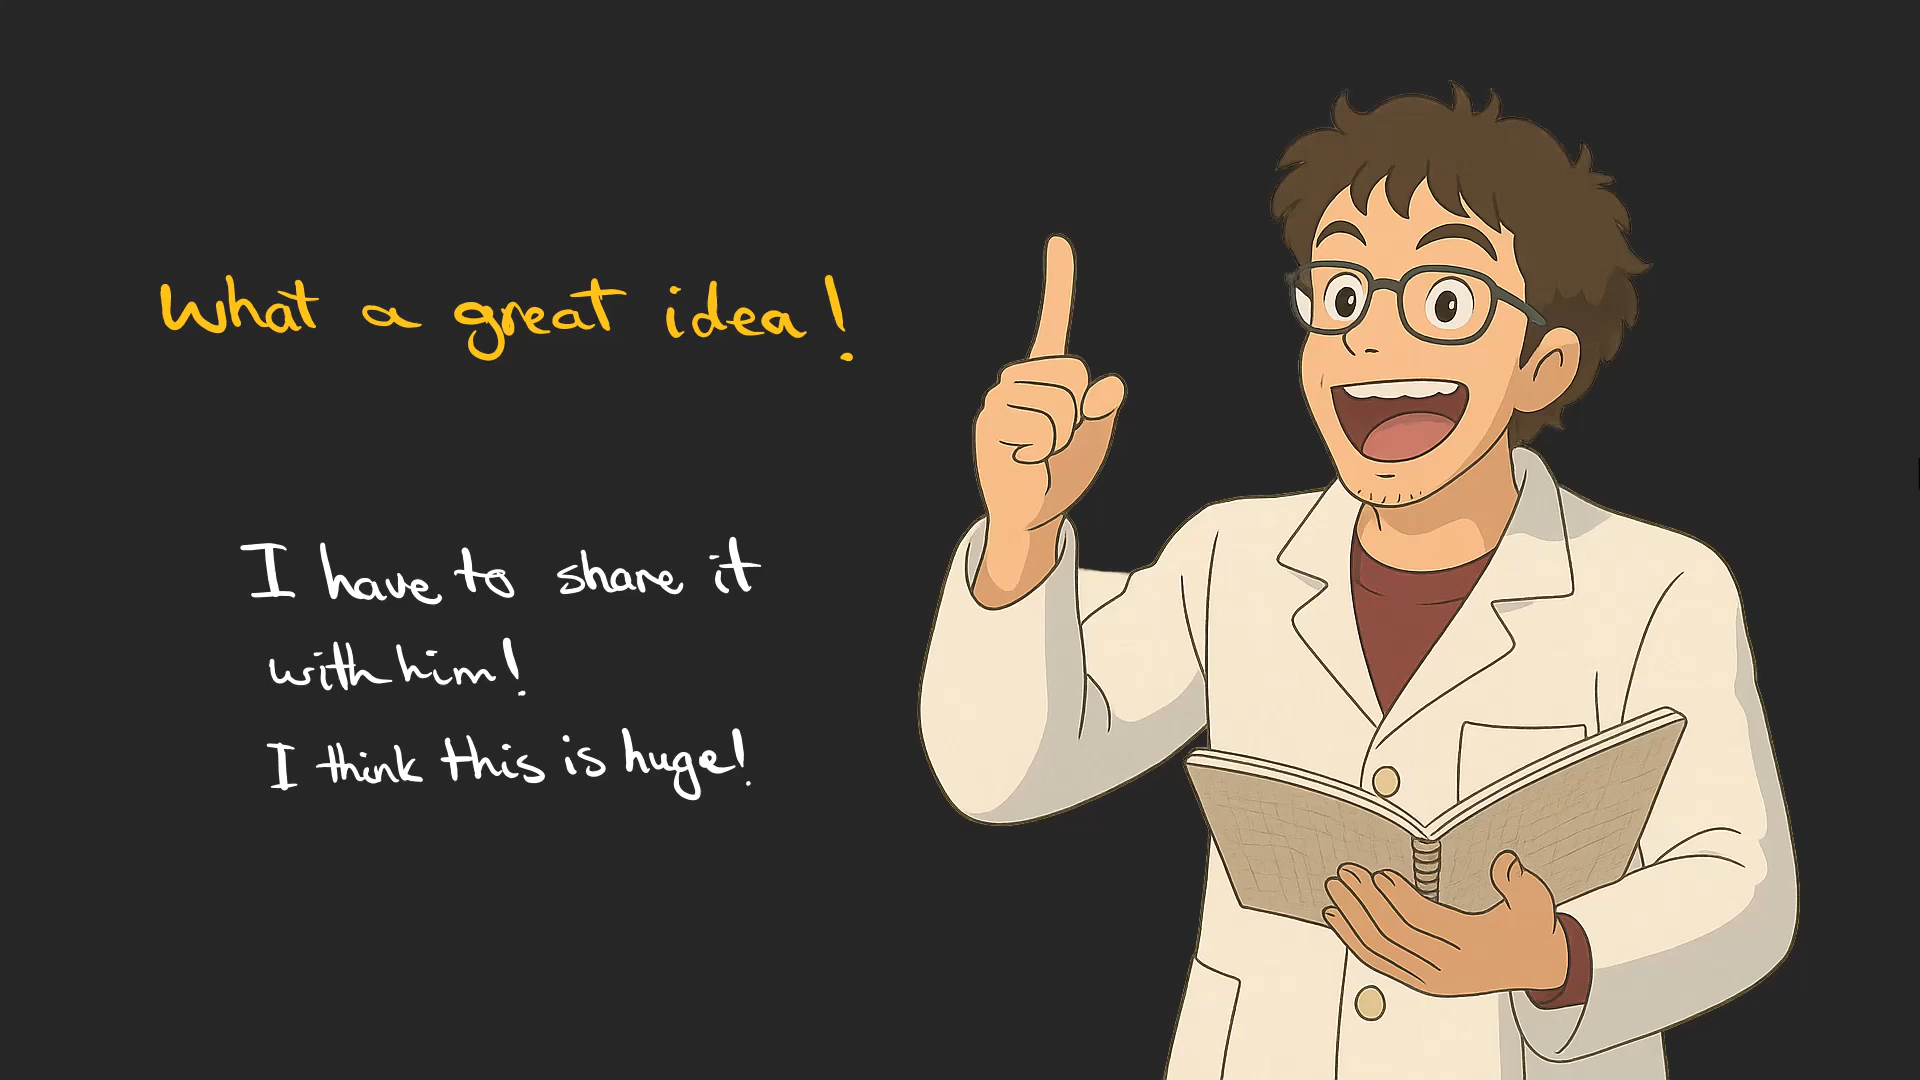 What a great idea!
I have to share it
with him!
I think this is huge!